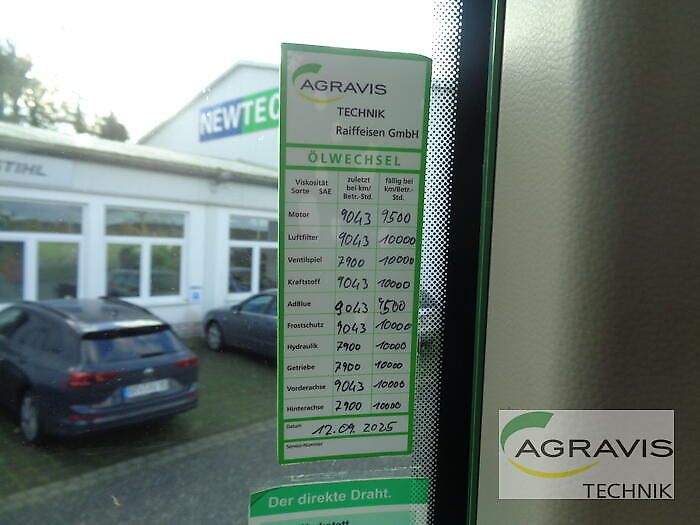 AGRAVIS
TECHNIK
Raiffeisen GmbH
ÖLWECHSEL
Viskosität Sorte SAE
zuletzt bei km/ Betr.-Std.
fällig bei km/Betr.- Std.
Motor 9043 9500
Luftfilter 9043 10000
Ventilspiel 7900 10000
Kraftstoff 9043 10000
AdBlue 9043 9500
Frostschutz 9043 10000
Hydraulik 7900 10000
Getriebe 7900 10000
Vorderachse 9043 10000
Hinterachse 7900 10000
Datum 12.09.2025
Service-Nummer
Der direkte Draht.
NEWTEC
STIHL
AGRAVIS
TECHNIK